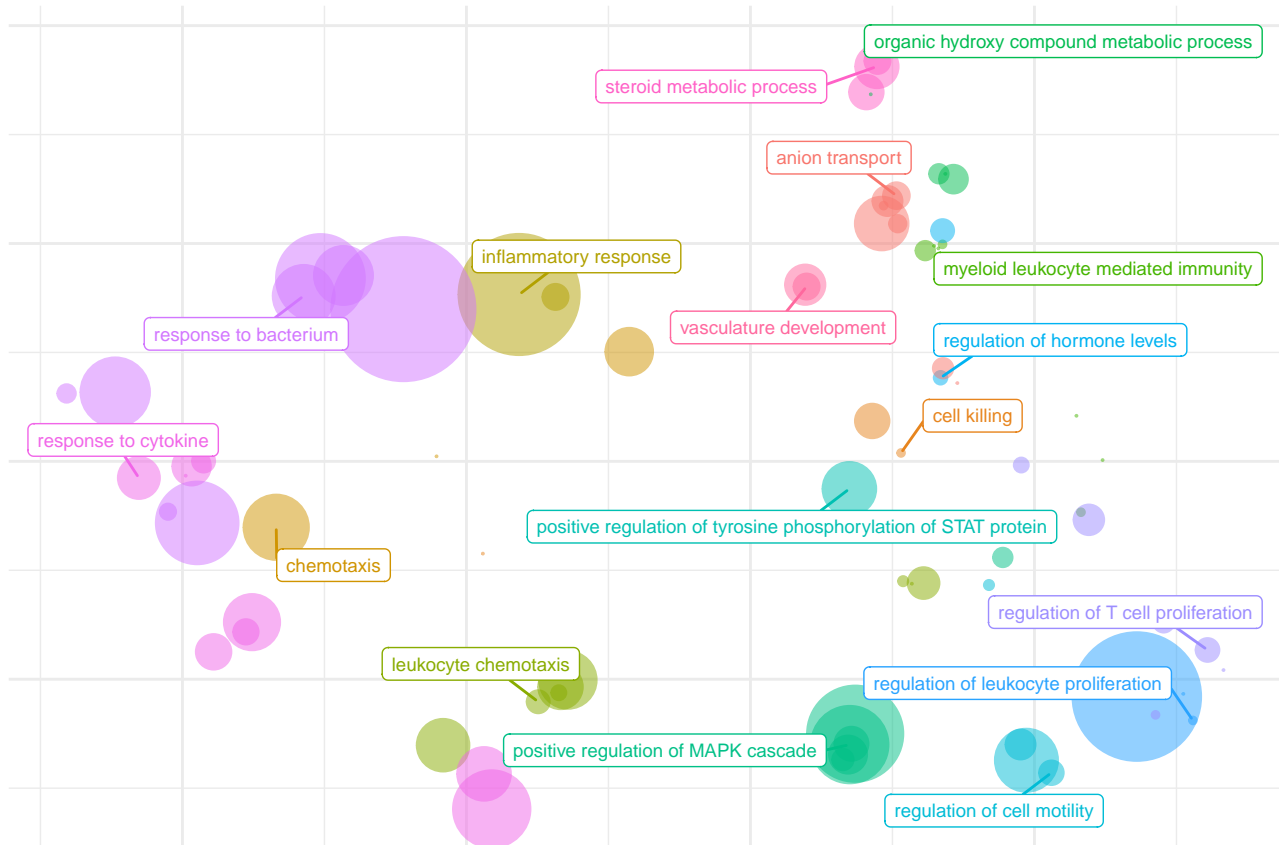 organic hydroxy compound metabolic process
steroid metabolic process
anion transport
inflammatory response
myeloid leukocyte mediated immunity
response to bacterium
vasculature development
regulation of hormone levels
cell killing
response to cytokine
positive regulation of tyrosine phosphorylation of STAT protein
chemotaxis
regulation of T cell proliferation
leukocyte chemotaxis
regulation of leukocyte proliferation
positive regulation of MAPK cascade
regulation of cell motility